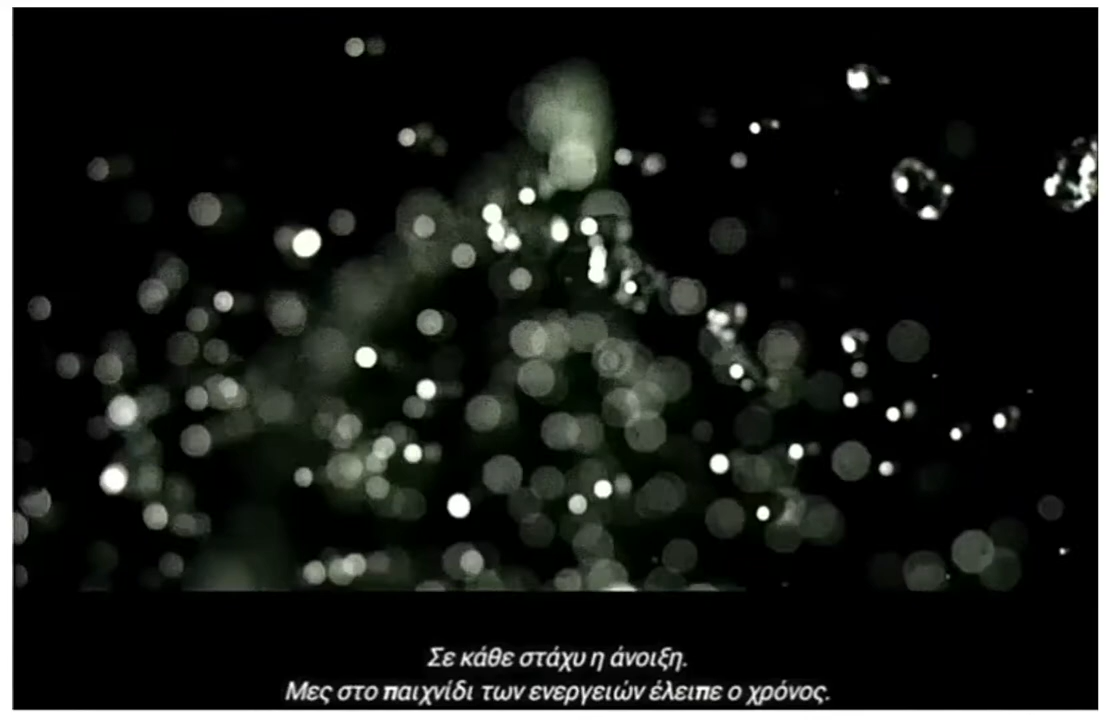 Σε κάθε στάχυ η άνοιξη.
Μες στο παιχνίδι των ενεργειών έλειπε ο χρόνος.